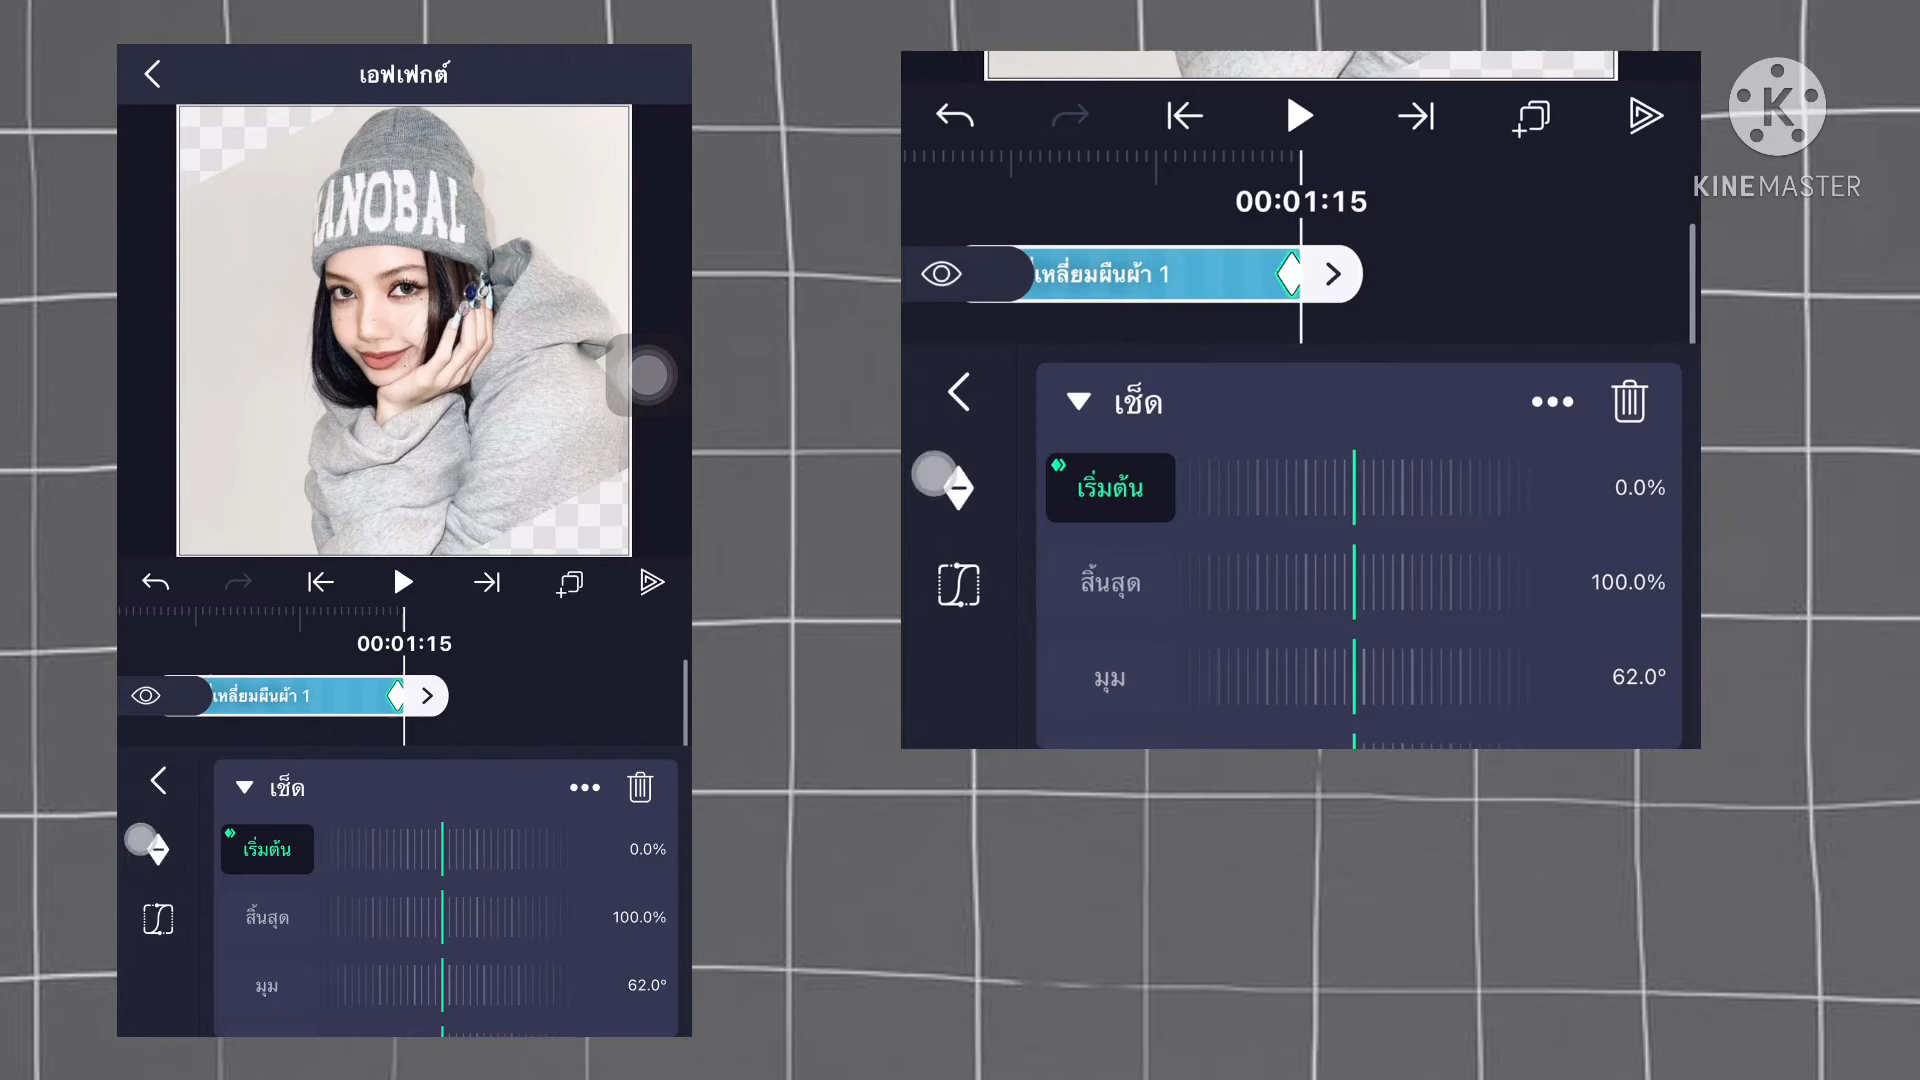 เอฟเฟกต์
ANOBAL
00:01:15
เหลี่ยมผืนผ้า 1
เช็ด
เริ่มต้น
0.0%
สิ้นสุด
100.0%
มุม
62.0°
00:01:15
เหลี่ยมผืนผ้า 1
เช็ด
เริ่มต้น
0.0%
สิ้นสุด
100.0%
มุม
62.0°
K
KINEMASTER